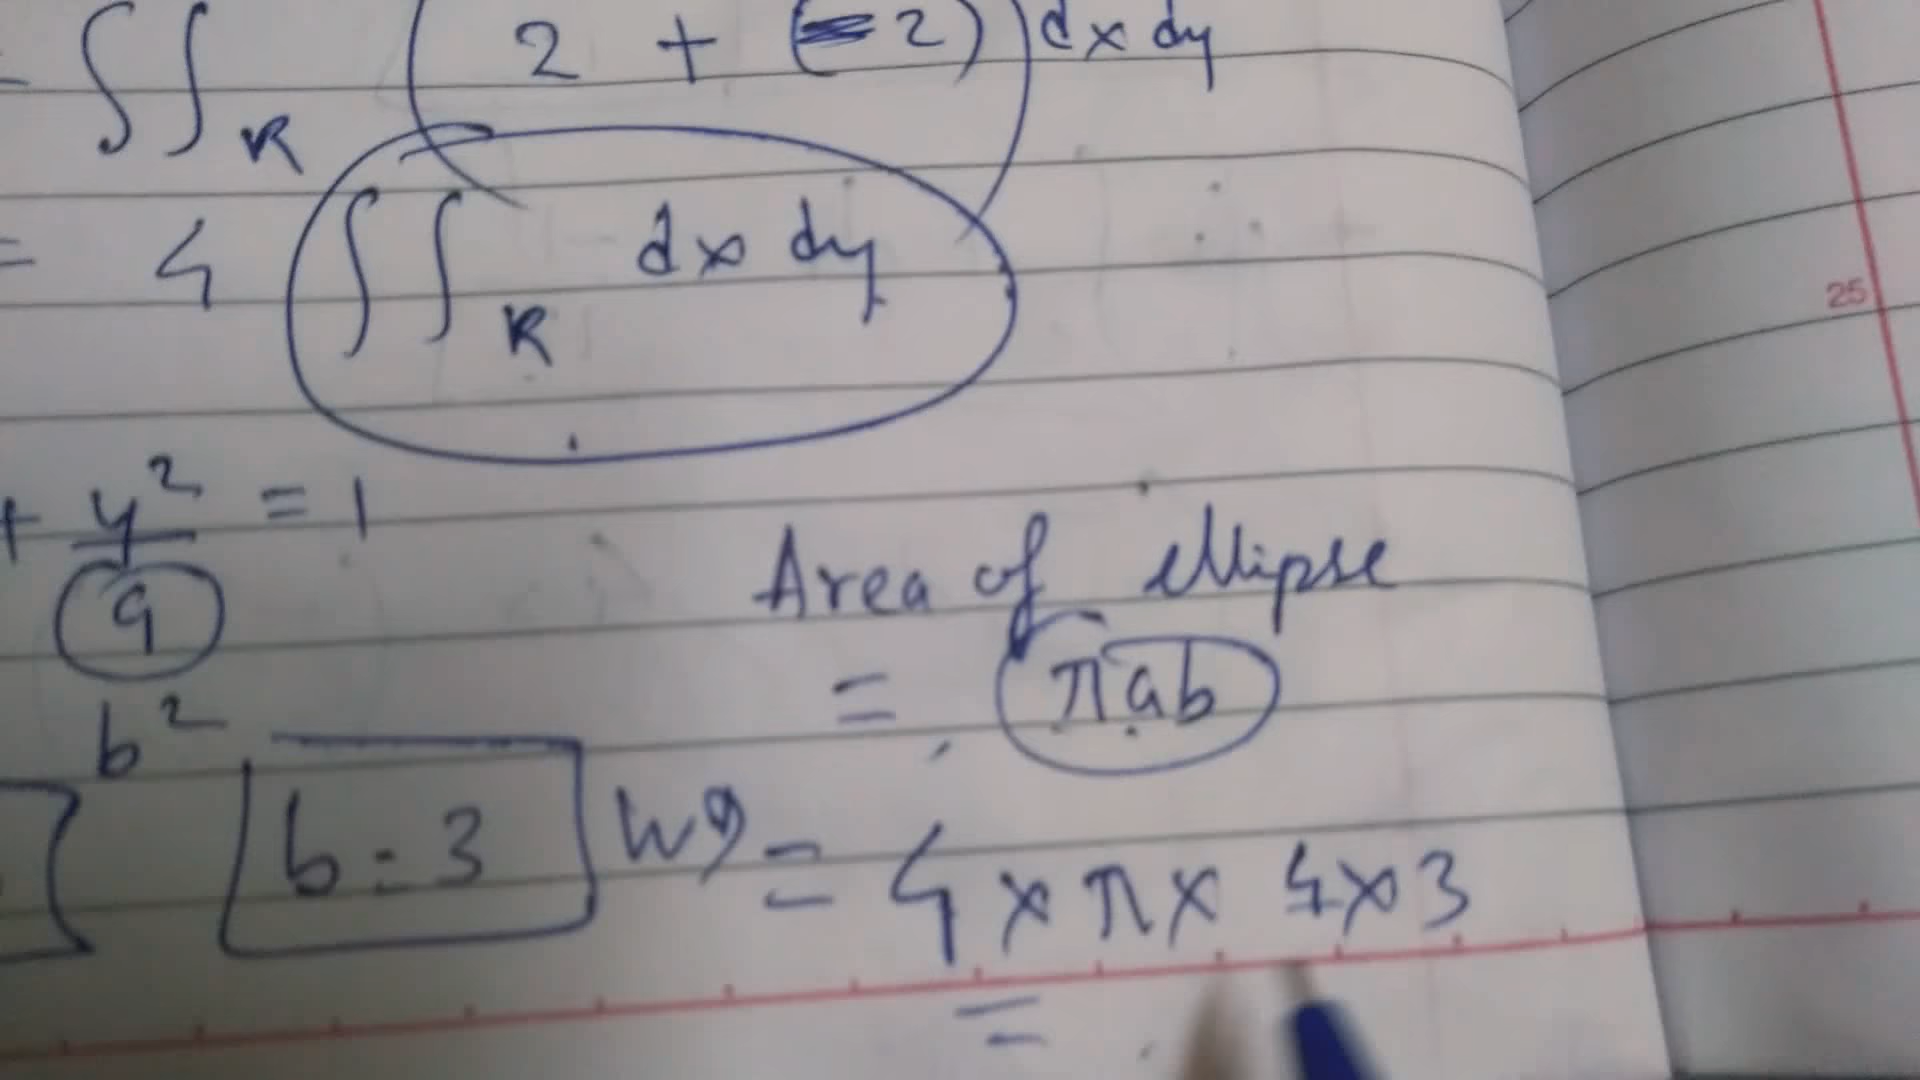 ∫∫R (2 + (2)) dx dy
= 4 ∫∫R dx dy
25
+ y²/9 = 1
b²
Area of ellipse
= πab
b = 3
= 4 × π × 4 × 3
=